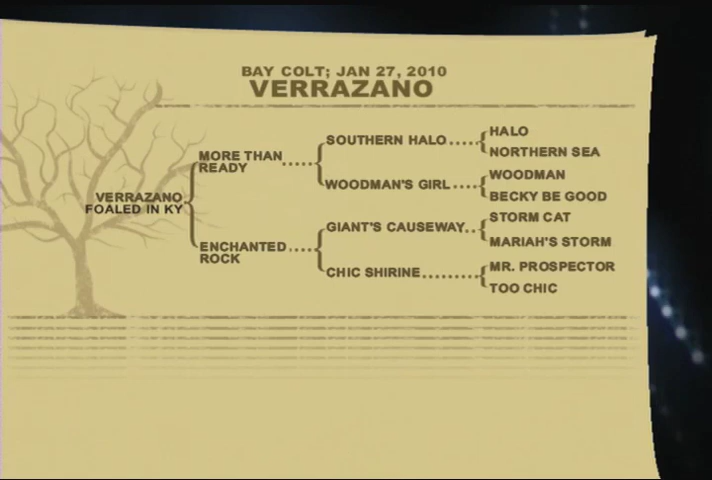 BAY COLT; JAN 27, 2010
VERRAZANO
VERRAZANO
FOALED IN KY
MORE THAN
READY
ENCHANTED
ROCK
SOUTHERN HALO
WOODMAN'S GIRL
GIANT'S CAUSEWAY
CHIC SHIRINE
HALO
NORTHERN SEA
WOODMAN
BECKY BE GOOD
STORM CAT
MARIAH'S STORM
MR. PROSPECTOR
TOO CHIC